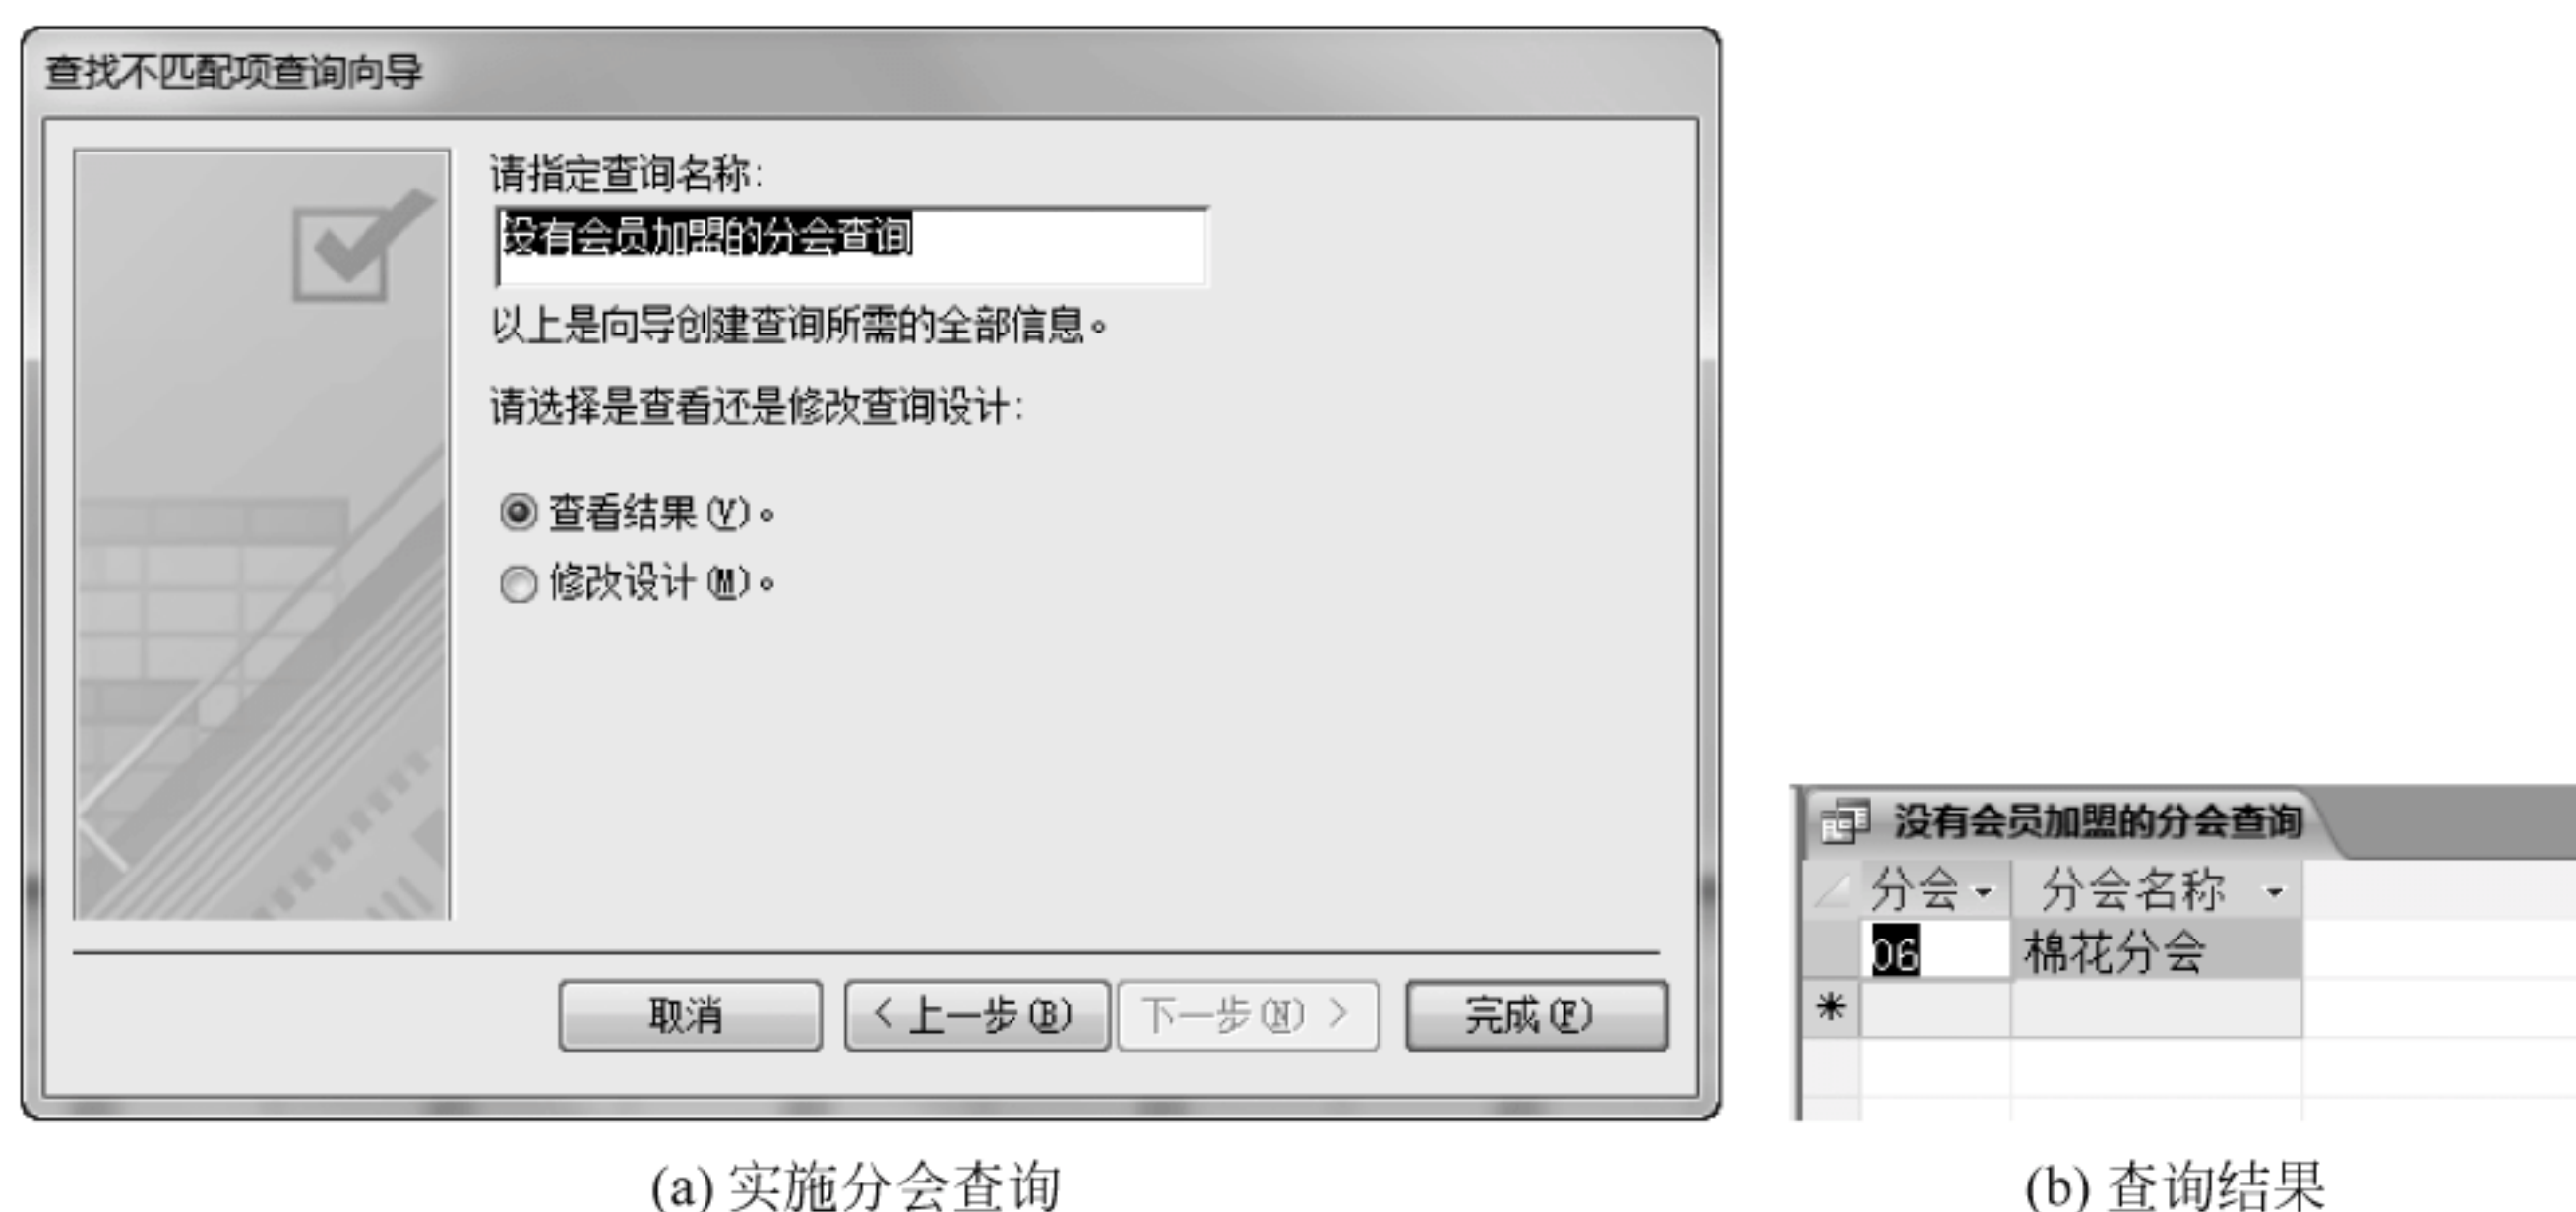 查找不匹配项查询向导
请指定查询名称:
没有会员加盟的分会查询
以上是向导创建查询所需的全部信息。
请选择是查看还是修改查询设计:
查看结果(V)。
修改设计(M)。
取消
< 上一步(B)
下一步(N) >
完成(F)
没有会员加盟的分会查询
分会 分会名称
06 棉花分会
*
(a) 实施分会查询
(b) 查询结果